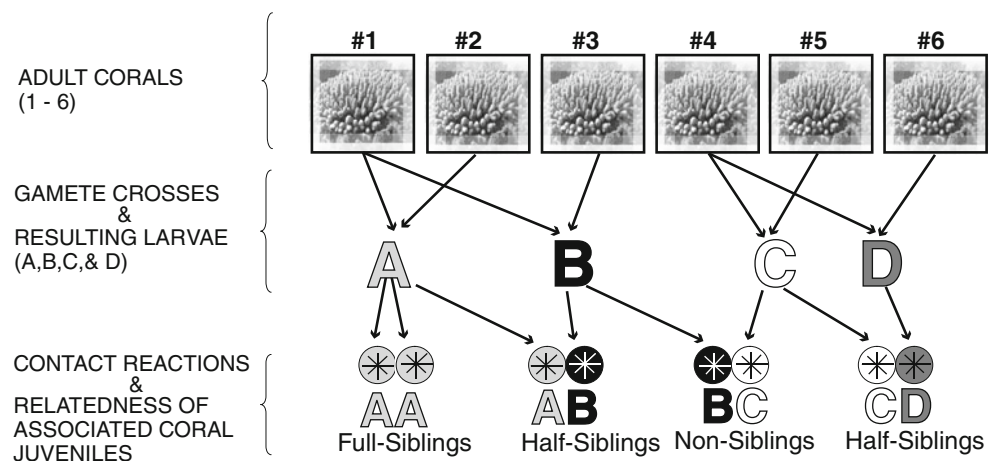 #1 #2 #3 #4 #5 #6
ADULT CORALS
(1 - 6)
GAMETE CROSSES
&
RESULTING LARVAE
(A,B,C,& D)
A B C D
CONTACT REACTIONS
&
RELATEDNESS OF
ASSOCIATED CORAL
JUVENILES
AA AB BC CD
Full-Siblings Half-Siblings Non-Siblings Half-Siblings